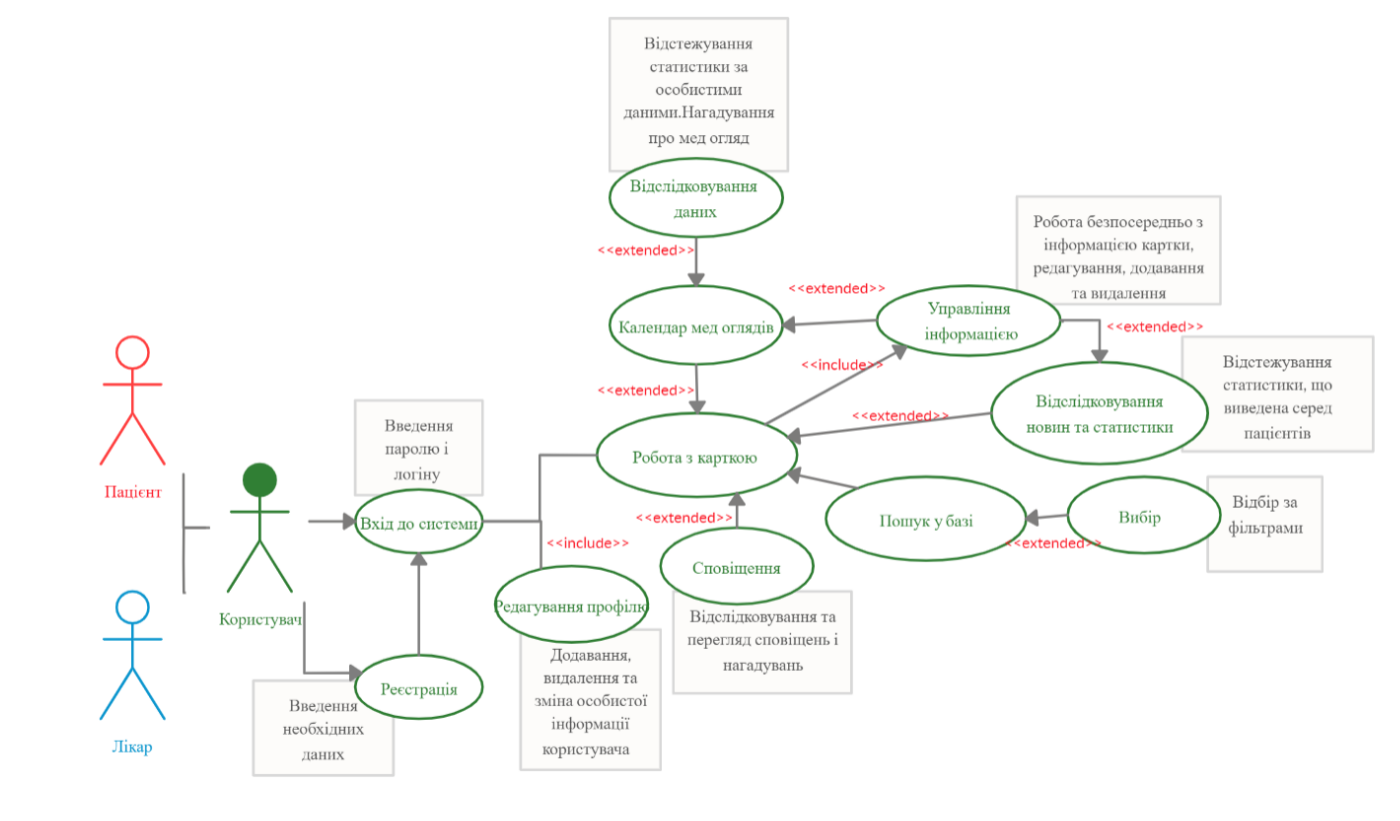 Відстежування
статистики за
особистими
даними.Нагадування
про мед огляд
Відслідковування
даних
<<extended>>
Робота безпосередньо з
інформацією картки,
редагування, додавання
та видалення
<<extended>>
Управління
інформацією
Календар мед оглядів
<<extended>>
<<include>>
<<extended>>
Відстежування
статистики, що
виведена серед
пацієнтів
Відслідковування
новин та статистики
<<extended>>
Введення
паролю і
логіну
Робота з карткою
Пацієнт
Вхід до системи
<<extended>>
Пошук у базі
Вибір
Відбір за
фільтрами
<<extended>>
<<include>>
Сповіщення
Користувач
Редагування профілю
Відслідковування та
перегляд сповіщень і
нагадувань
Додавання,
видалення та
зміна особистої
інформації
користувача
Реєстрація
Введення
необхідних
даних
Лікар